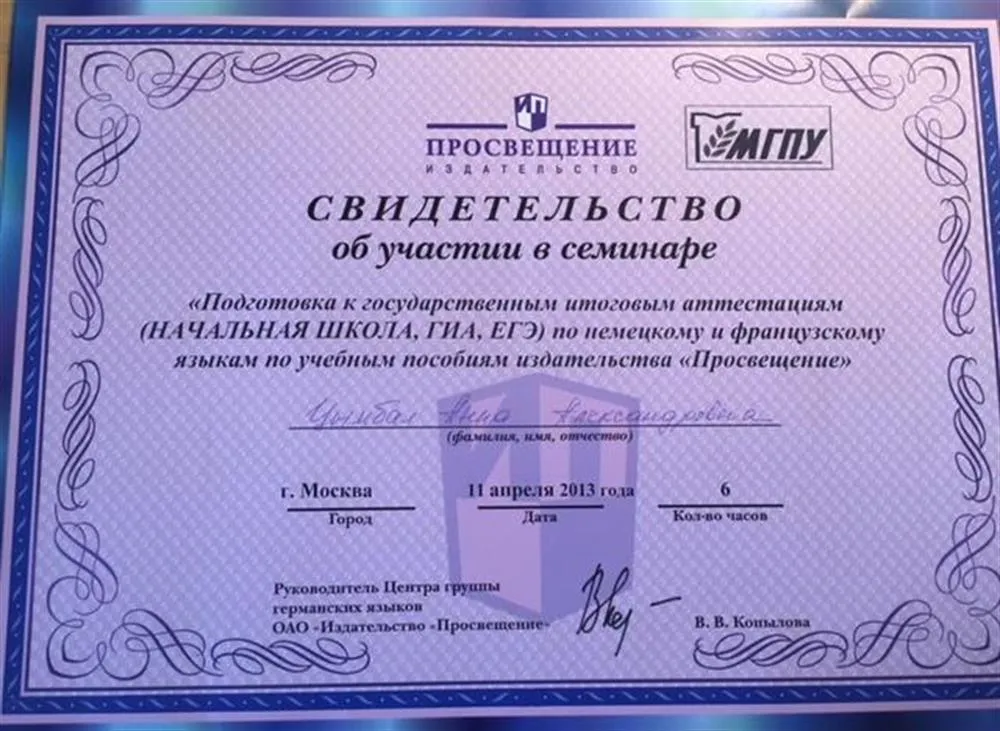 ИП
ПРОСВЕЩЕНИЕ
ИЗДАТЕЛЬСТВО
МГПУ
СВИДЕТЕЛЬСТВО
об участии в семинаре
«Подготовка к государственным итоговым аттестациям
(НАЧАЛЬНАЯ ШКОЛА, ГИА, ЕГЭ) по немецкому и французскому
языкам по учебным пособиям издательства «Просвещение»
Цымбал Анна Александровна
(фамилия, имя, отчество)
г. Москва 11 апреля 2013 года 6
Город Дата Кол-во часов
Руководитель Центра группы
германских языков
ОАО «Издательство «Просвещение» В. В. Копылова